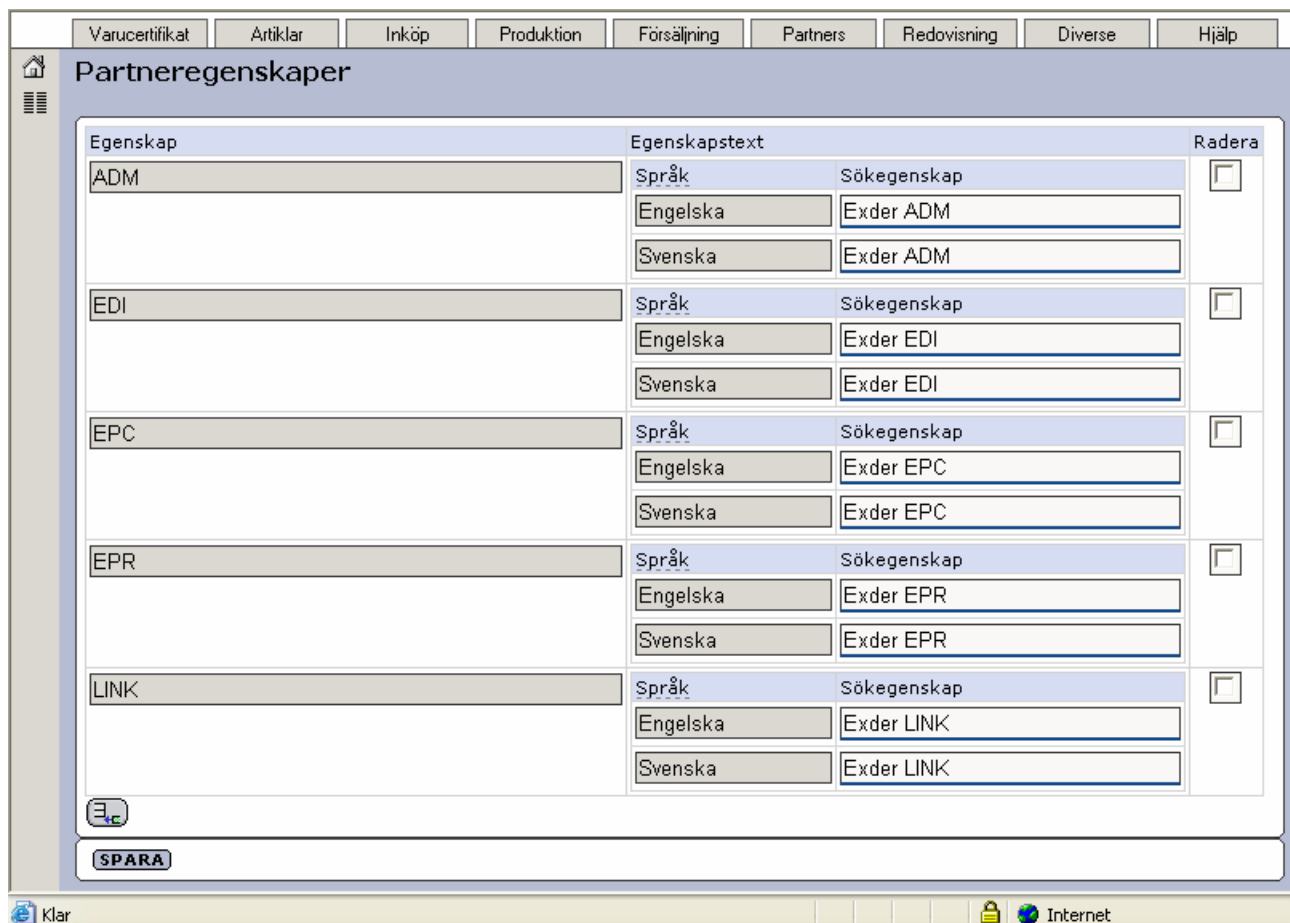 Varucertifikat Artiklar Inköp Produktion Försäljning Partners Redovisning Diverse Hjälp
Partneregenskaper
Egenskap Egenskapstext Radera
ADM Språk Sökegenskap
Engelska Exder ADM
Svenska Exder ADM
EDI Språk Sökegenskap
Engelska Exder EDI
Svenska Exder EDI
EPC Språk Sökegenskap
Engelska Exder EPC
Svenska Exder EPC
EPR Språk Sökegenskap
Engelska Exder EPR
Svenska Exder EPR
LINK Språk Sökegenskap
Engelska Exder LINK
Svenska Exder LINK
SPARA
Klar Internet